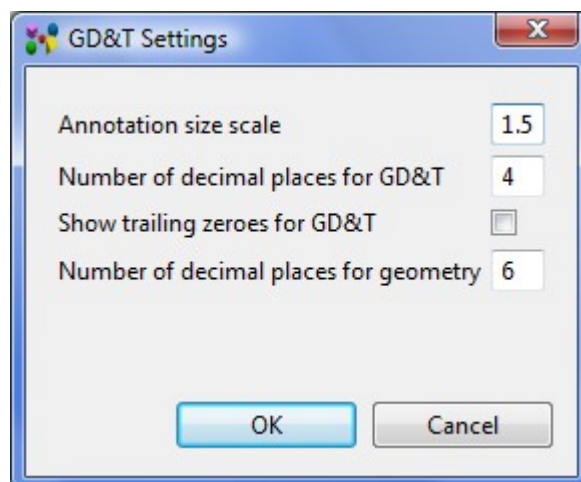 GD&T Settings
Annotation size scale 1.5
Number of decimal places for GD&T 4
Show trailing zeroes for GD&T
Number of decimal places for geometry 6
OK Cancel